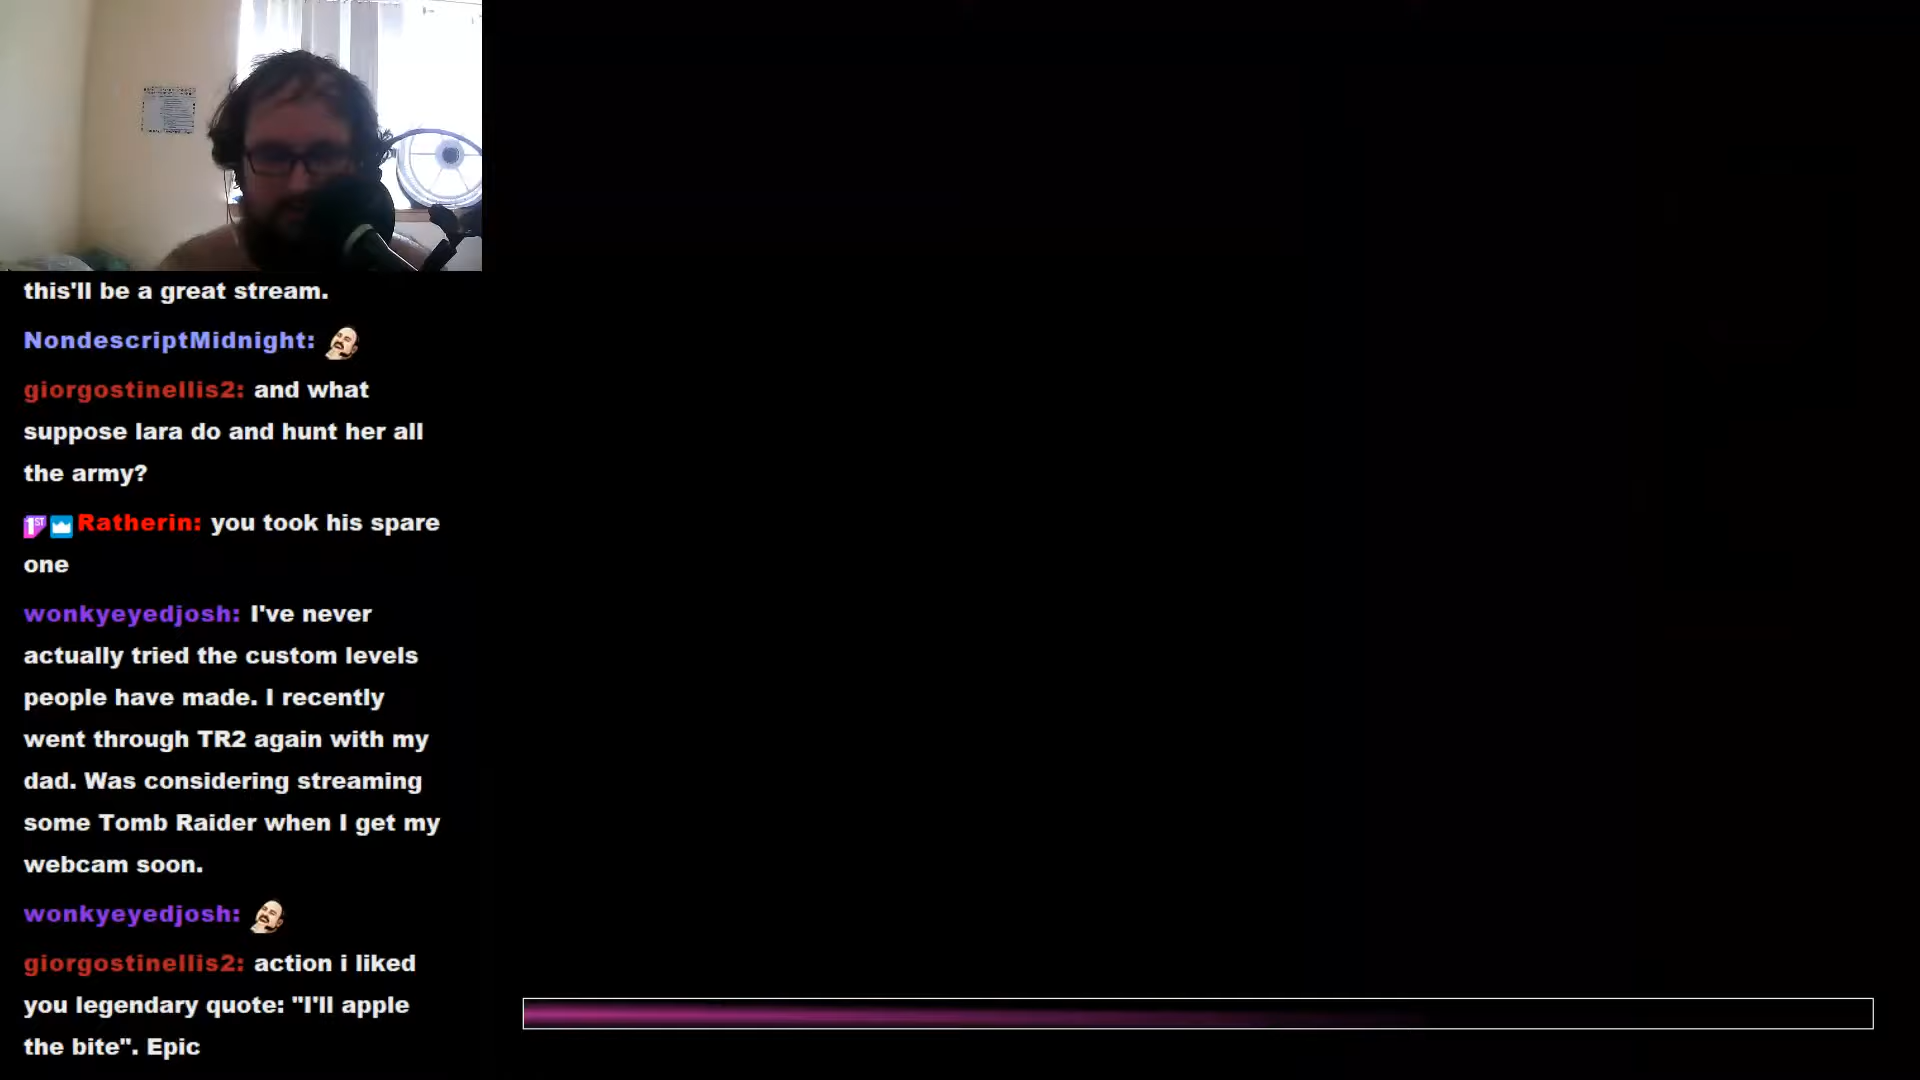 this'll be a great stream.
NondescriptMidnight:
giorgostinellis2: and what
suppose lara do and hunt her all
the army?
1ST Ratherin: you took his spare
one
wonkyeyedjosh: I've never
actually tried the custom levels
people have made. I recently
went through TR2 again with my
dad. Was considering streaming
some Tomb Raider when I get my
webcam soon.
wonkyeyedjosh:
giorgostinellis2: action i liked
you legendary quote: "I'll apple
the bite". Epic